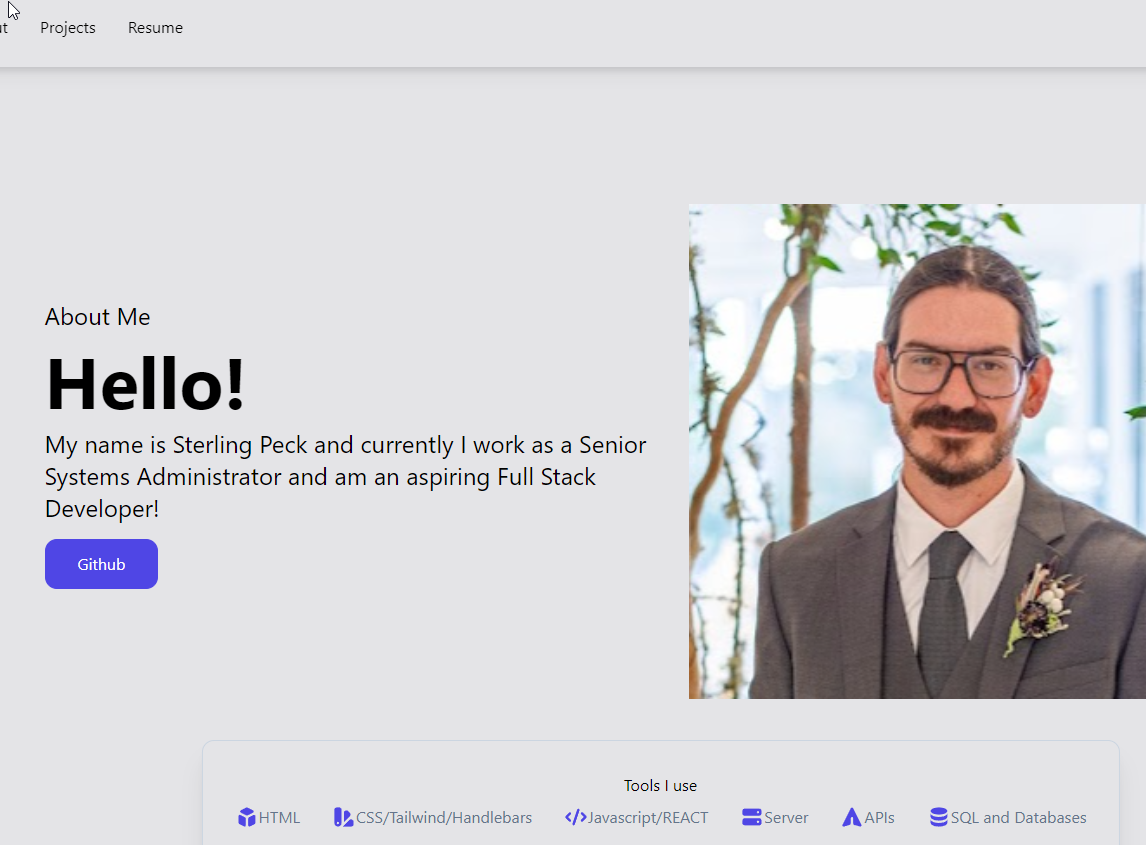 Projects Resume
About Me
Hello!
My name is Sterling Peck and currently I work as a Senior
Systems Administrator and am an aspiring Full Stack
Developer!
Github
Tools I use
HTML CSS/Tailwind/Handlebars Javascript/REACT Server APIs SQL and Databases